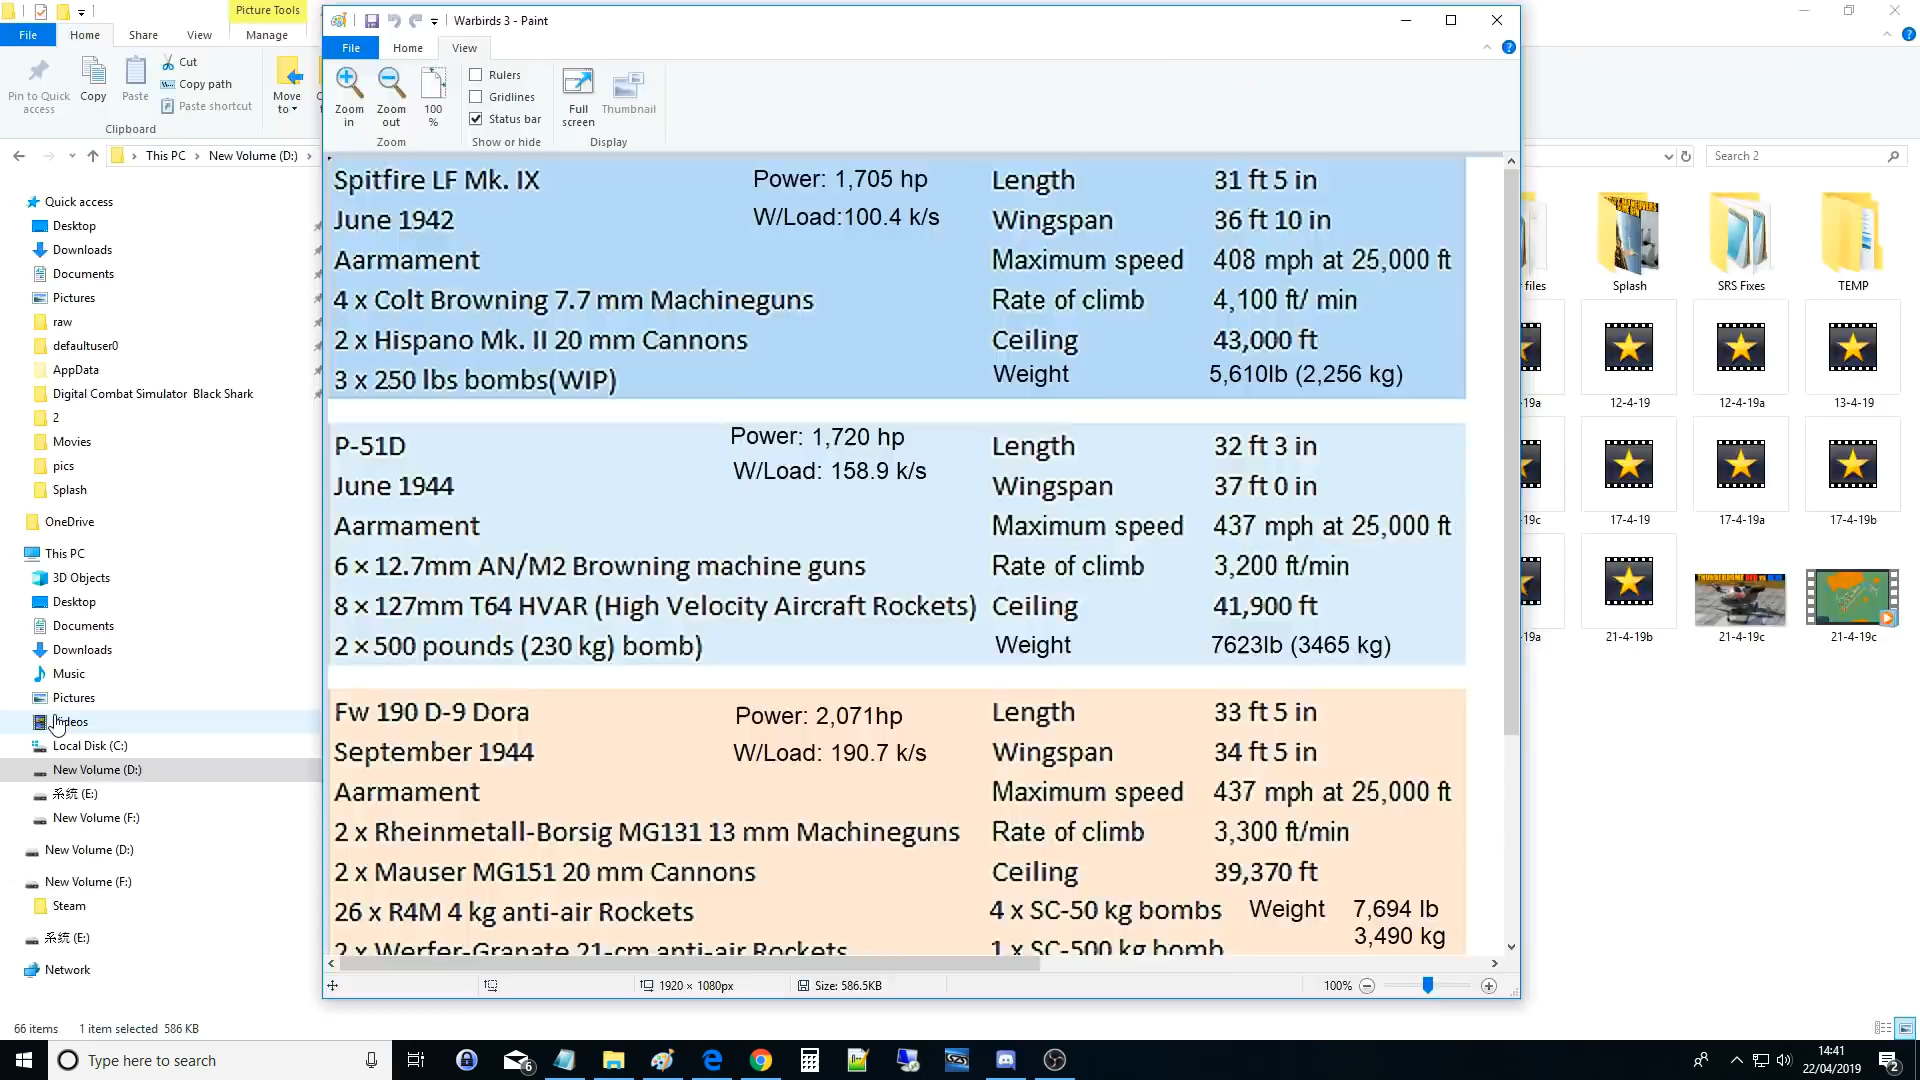 Picture Tools
File Home Share View Manage
Pin to Quick access
Copy
Paste
Cut
Copy path
Paste shortcut
Move to
Clipboard
This PC > New Volume (D:) >
Search 2
Warbirds 3 - Paint
File Home View
Zoom in
Zoom out
100 %
Rulers
Gridlines
Status bar
Full screen
Thumbnail
Zoom
Show or hide
Display
Quick access
Desktop
Downloads
Documents
Pictures
raw
defaultuser0
AppData
Digital Combat Simulator Black Shark
2
Movies
pics
Splash
OneDrive
This PC
3D Objects
Desktop
Documents
Downloads
Music
Pictures
Local Disk (C:)
New Volume (D:)
系统 (E:)
New Volume (F:)
New Volume (D:)
New Volume (F:)
Steam
系统 (E:)
Network
Spitfire LF Mk. IX Power: 1,705 hp Length 31 ft 5 in
June 1942 W/Load:100.4 k/s Wingspan 36 ft 10 in
Aarmament Maximum speed 408 mph at 25,000 ft
4 x Colt Browning 7.7 mm Machineguns Rate of climb 4,100 ft/ min
2 x Hispano Mk. II 20 mm Cannons Ceiling 43,000 ft
3 x 250 lbs bombs(WIP) Weight 5,610lb (2,256 kg)
P-51D Power: 1,720 hp Length 32 ft 3 in
June 1944 W/Load: 158.9 k/s Wingspan 37 ft 0 in
Aarmament Maximum speed 437 mph at 25,000 ft
6 × 12.7mm AN/M2 Browning machine guns Rate of climb 3,200 ft/min
8 × 127mm T64 HVAR (High Velocity Aircraft Rockets) Ceiling 41,900 ft
2 × 500 pounds (230 kg) bomb) Weight 7623lb (3465 kg)
Fw 190 D-9 Dora Power: 2,071hp Length 33 ft 5 in
September 1944 W/Load: 190.7 k/s Wingspan 34 ft 5 in
Aarmament Maximum speed 437 mph at 25,000 ft
2 x Rheinmetall-Borsig MG131 13 mm Machineguns Rate of climb 3,300 ft/min
2 x Mauser MG151 20 mm Cannons Ceiling 39,370 ft
26 x R4M 4 kg anti-air Rockets 4 x SC-50 kg bombs Weight 7,694 lb
3,490 kg
2 x Werfer-Granate 21-cm anti-air Rockets 1 x SC-500 kg bomb
1920 × 1080px Size: 586.5KB 100%
files Splash SRS Fixes TEMP
-19a 12-4-19 12-4-19a 13-4-19
-19c 17-4-19 17-4-19a 17-4-19b
-19a 21-4-19b 21-4-19c 21-4-19c
66 items 1 item selected 586 KB
Type here to search
6
14:41
22/04/2019
2